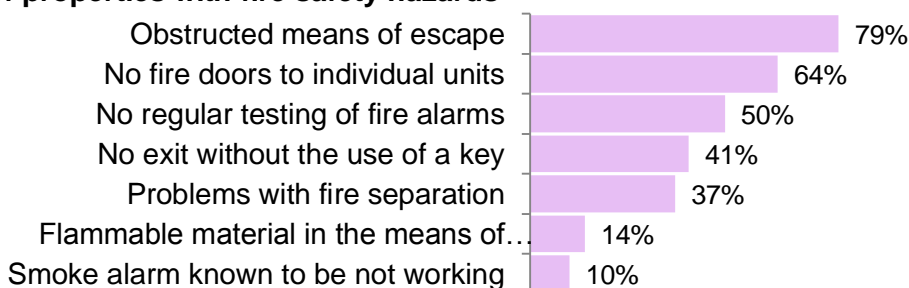 properties with fire safety hazards
Obstructed means of escape 79%
No fire doors to individual units 64%
No regular testing of fire alarms 50%
No exit without the use of a key 41%
Problems with fire separation 37%
Flammable material in the means of… 14%
Smoke alarm known to be not working 10%